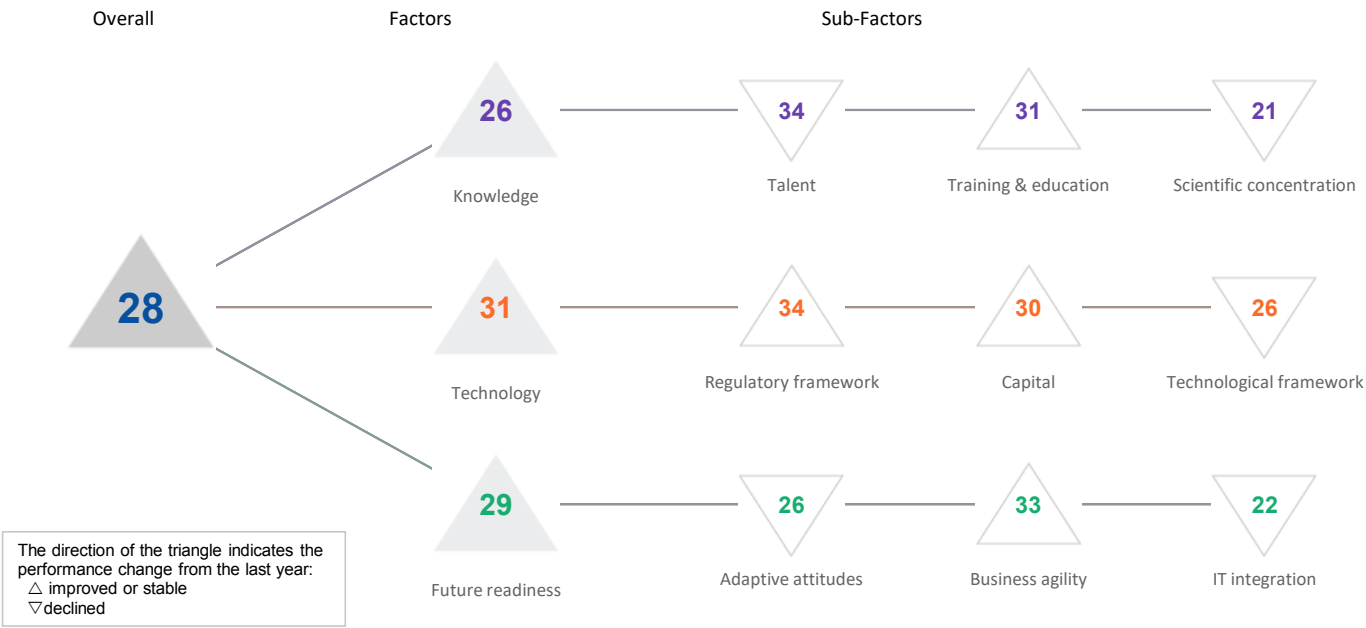 Overall
Factors
Sub-Factors
26
34
31
21
Knowledge
Talent
Training & education
Scientific concentration
28
31
34
30
26
Technology
Regulatory framework
Capital
Technological framework
29
26
33
22
Future readiness
Adaptive attitudes
Business agility
IT integration
The direction of the triangle indicates the
performance change from the last year:
△ improved or stable
▽declined